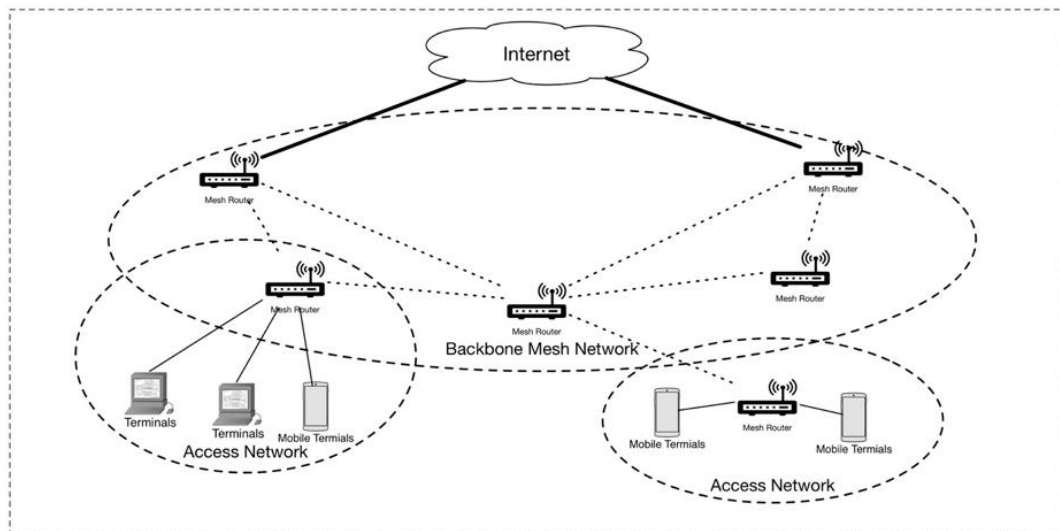 Internet
Mesh Router
Mesh Router
Mesh Router
Mesh Router
Mesh Router
Backbone Mesh Network
Terminals
Terminals
Mobile Termials
Access Network
Mobile Termials
Mesh Router
Mobile Termials
Access Network